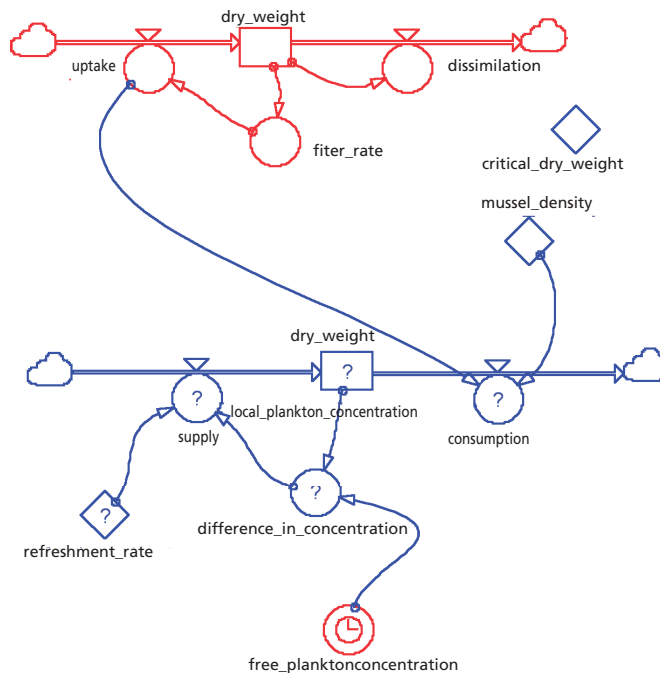 dry_weight
uptake
dissimilation
fiter_rate
critical_dry_weight
mussel_density
dry_weight
?
?
local_plankton_concentration
?
supply
consumption
?
?
difference_in_concentration
refreshment_rate
free_planktonconcentration